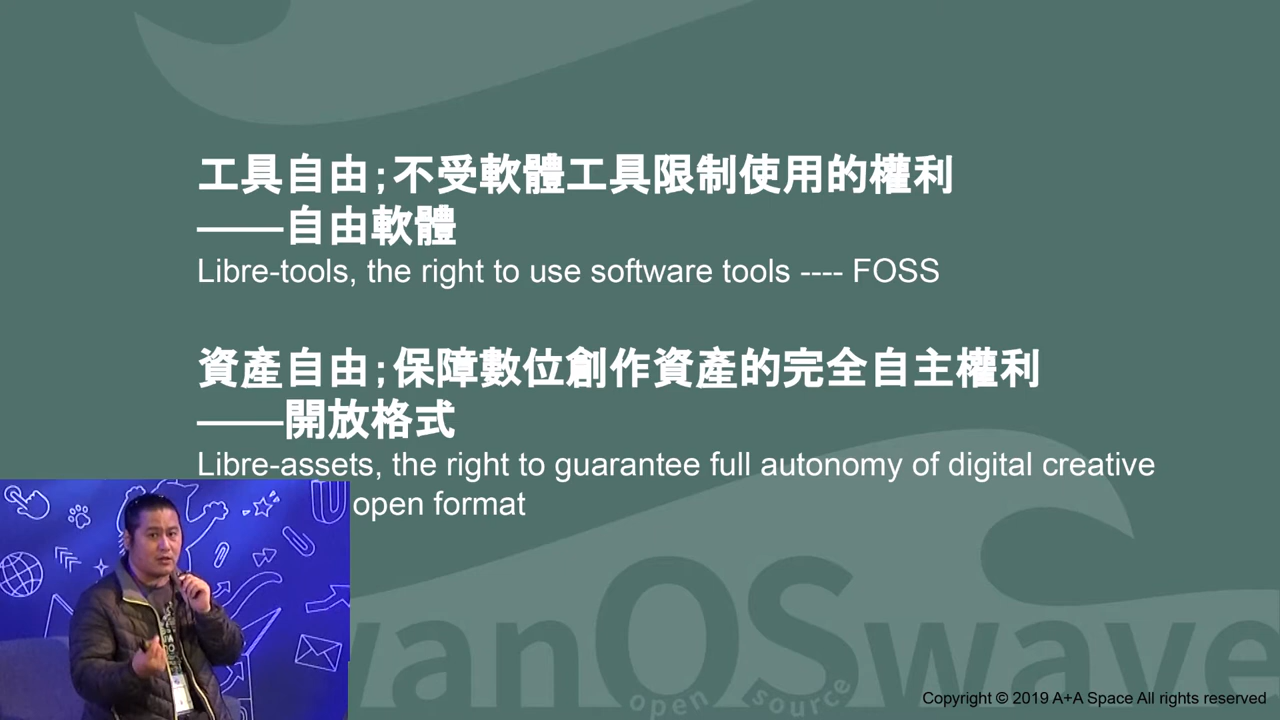 工具自由;不受軟體工具限制使用的權利
——自由軟體
Libre-tools, the right to use software tools ---- FOSS
資產自由;保障數位創作資產的完全自主權利
——開放格式
Libre-assets, the right to guarantee full autonomy of digital creative
open format
wanOSwave
open source
Copyright © 2019 A+A Space All rights reserved